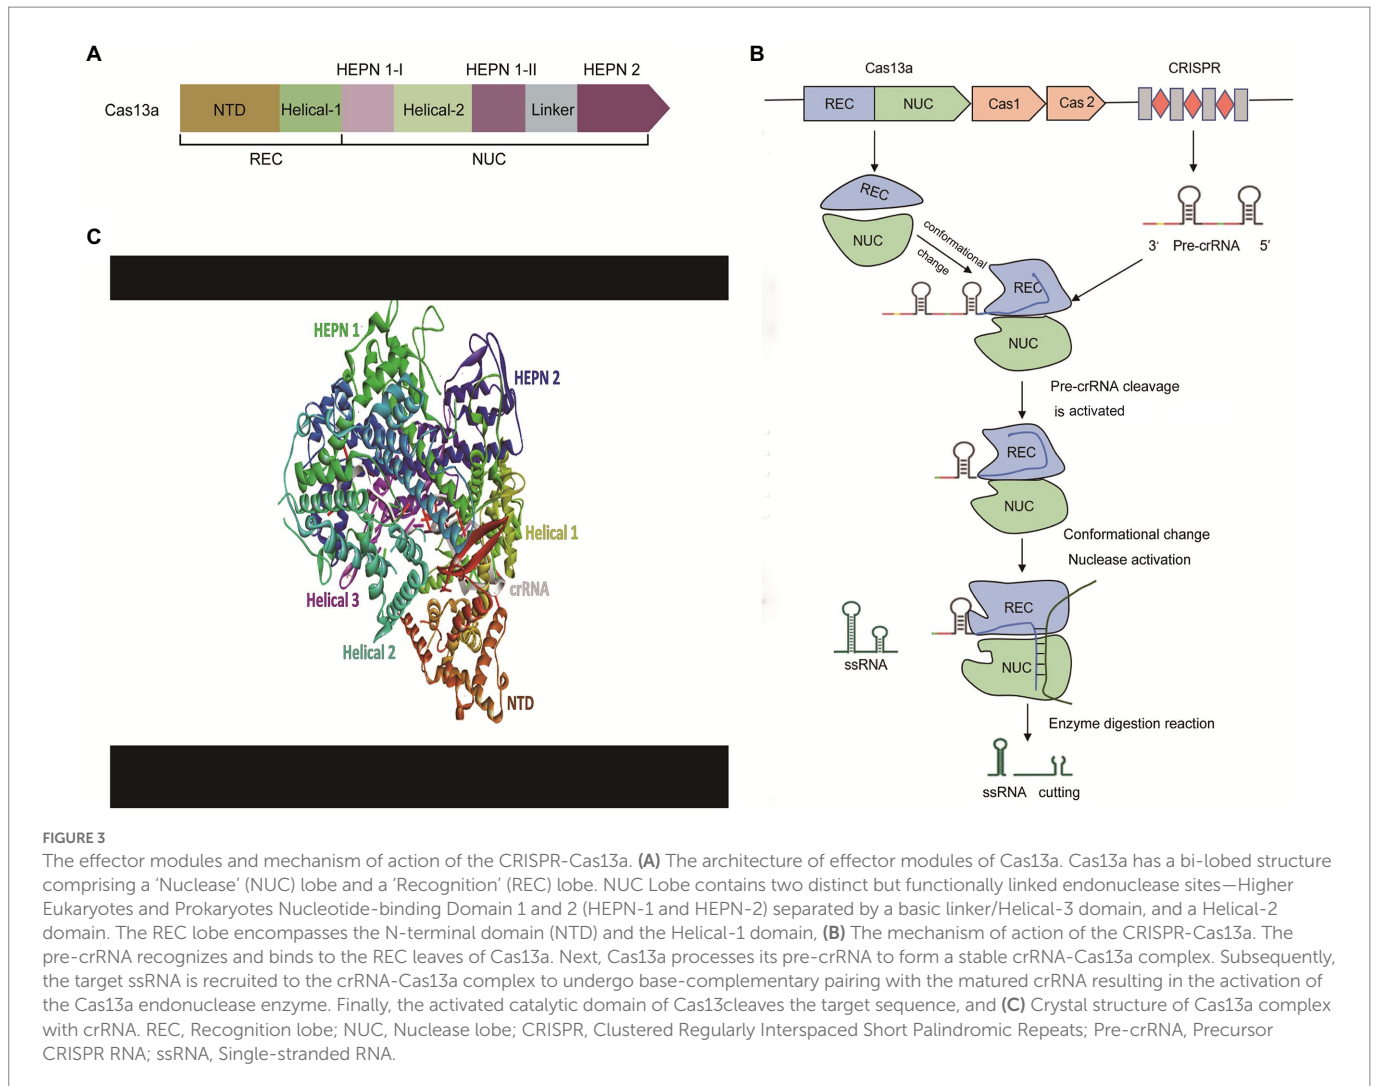 A
HEPN 1-I
HEPN 1-II
HEPN 2
Cas13a
NTD
Helical-1
Helical-2
Linker
REC
NUC
B
Cas13a
CRISPR
REC
NUC
Cas1
Cas 2
REC
NUC
conformational
change
3‘ Pre-crRNA 5’
REC
NUC
Pre-crRNA cleavage
is activated
REC
NUC
Conformational change
Nuclease activation
REC
NUC
ssRNA
Enzyme digestion reaction
ssRNA cutting
C
HEPN 1
HEPN 2
Helical 1
crRNA
Helical 3
Helical 2
NTD
FIGURE 3
The effector modules and mechanism of action of the CRISPR-Cas13a. (A) The architecture of effector modules of Cas13a. Cas13a has a bi-lobed structure
comprising a ‘Nuclease’ (NUC) lobe and a ‘Recognition’ (REC) lobe. NUC Lobe contains two distinct but functionally linked endonuclease sites—Higher
Eukaryotes and Prokaryotes Nucleotide-binding Domain 1 and 2 (HEPN-1 and HEPN-2) separated by a basic linker/Helical-3 domain, and a Helical-2
domain. The REC lobe encompasses the N-terminal domain (NTD) and the Helical-1 domain, (B) The mechanism of action of the CRISPR-Cas13a. The
pre-crRNA recognizes and binds to the REC leaves of Cas13a. Next, Cas13a processes its pre-crRNA to form a stable crRNA-Cas13a complex. Subsequently,
the target ssRNA is recruited to the crRNA-Cas13a complex to undergo base-complementary pairing with the matured crRNA resulting in the activation of
the Cas13a endonuclease enzyme. Finally, the activated catalytic domain of Cas13cleaves the target sequence, and (C) Crystal structure of Cas13a complex
with crRNA. REC, Recognition lobe; NUC, Nuclease lobe; CRISPR, Clustered Regularly Interspaced Short Palindromic Repeats; Pre-crRNA, Precursor
CRISPR RNA; ssRNA, Single-stranded RNA.